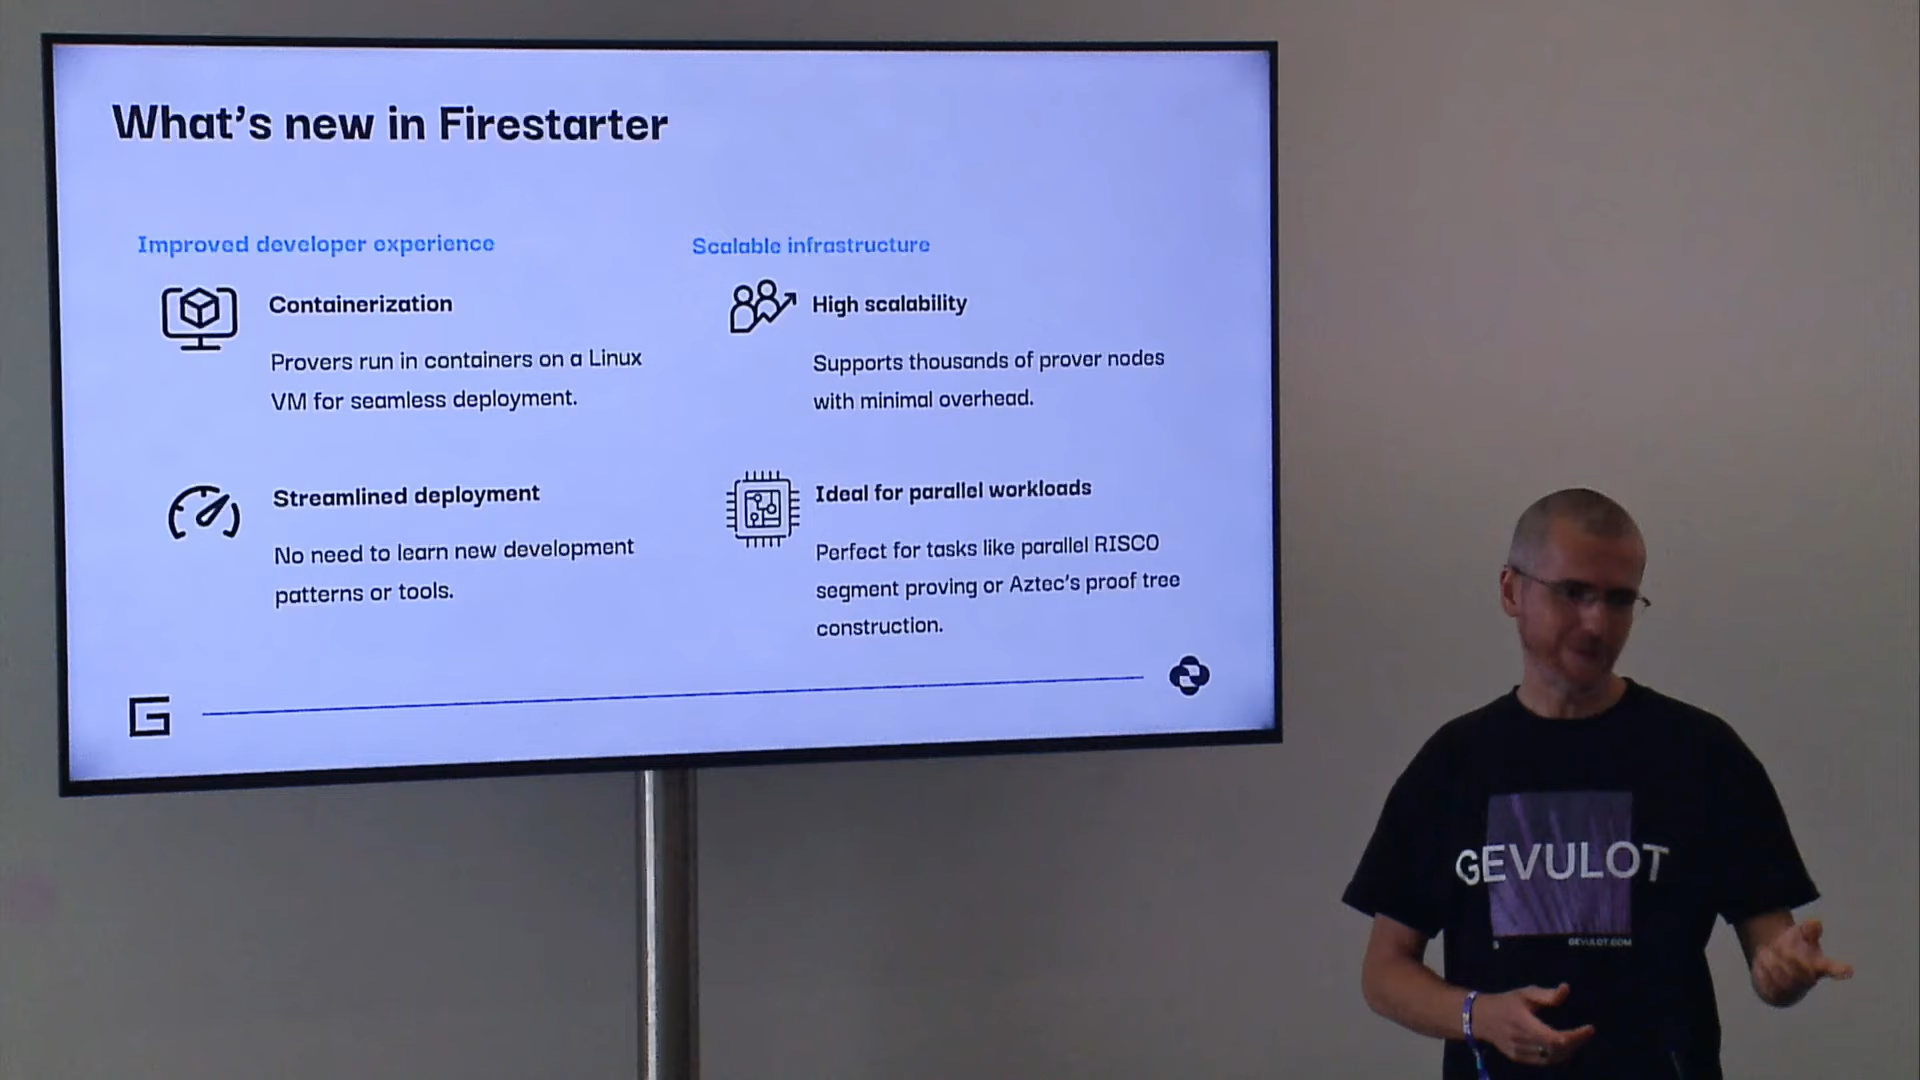 What's new in Firestarter
Improved developer experience
Containerization
Provers run in containers on a Linux
VM for seamless deployment.
Streamlined deployment
No need to learn new development
patterns or tools.
Scalable infrastructure
High scalability
Supports thousands of prover nodes
with minimal overhead.
Ideal for parallel workloads
Perfect for tasks like parallel RISC0
segment proving or Aztec's proof tree
construction.
G
GEVULOT
GEVULOT.COM